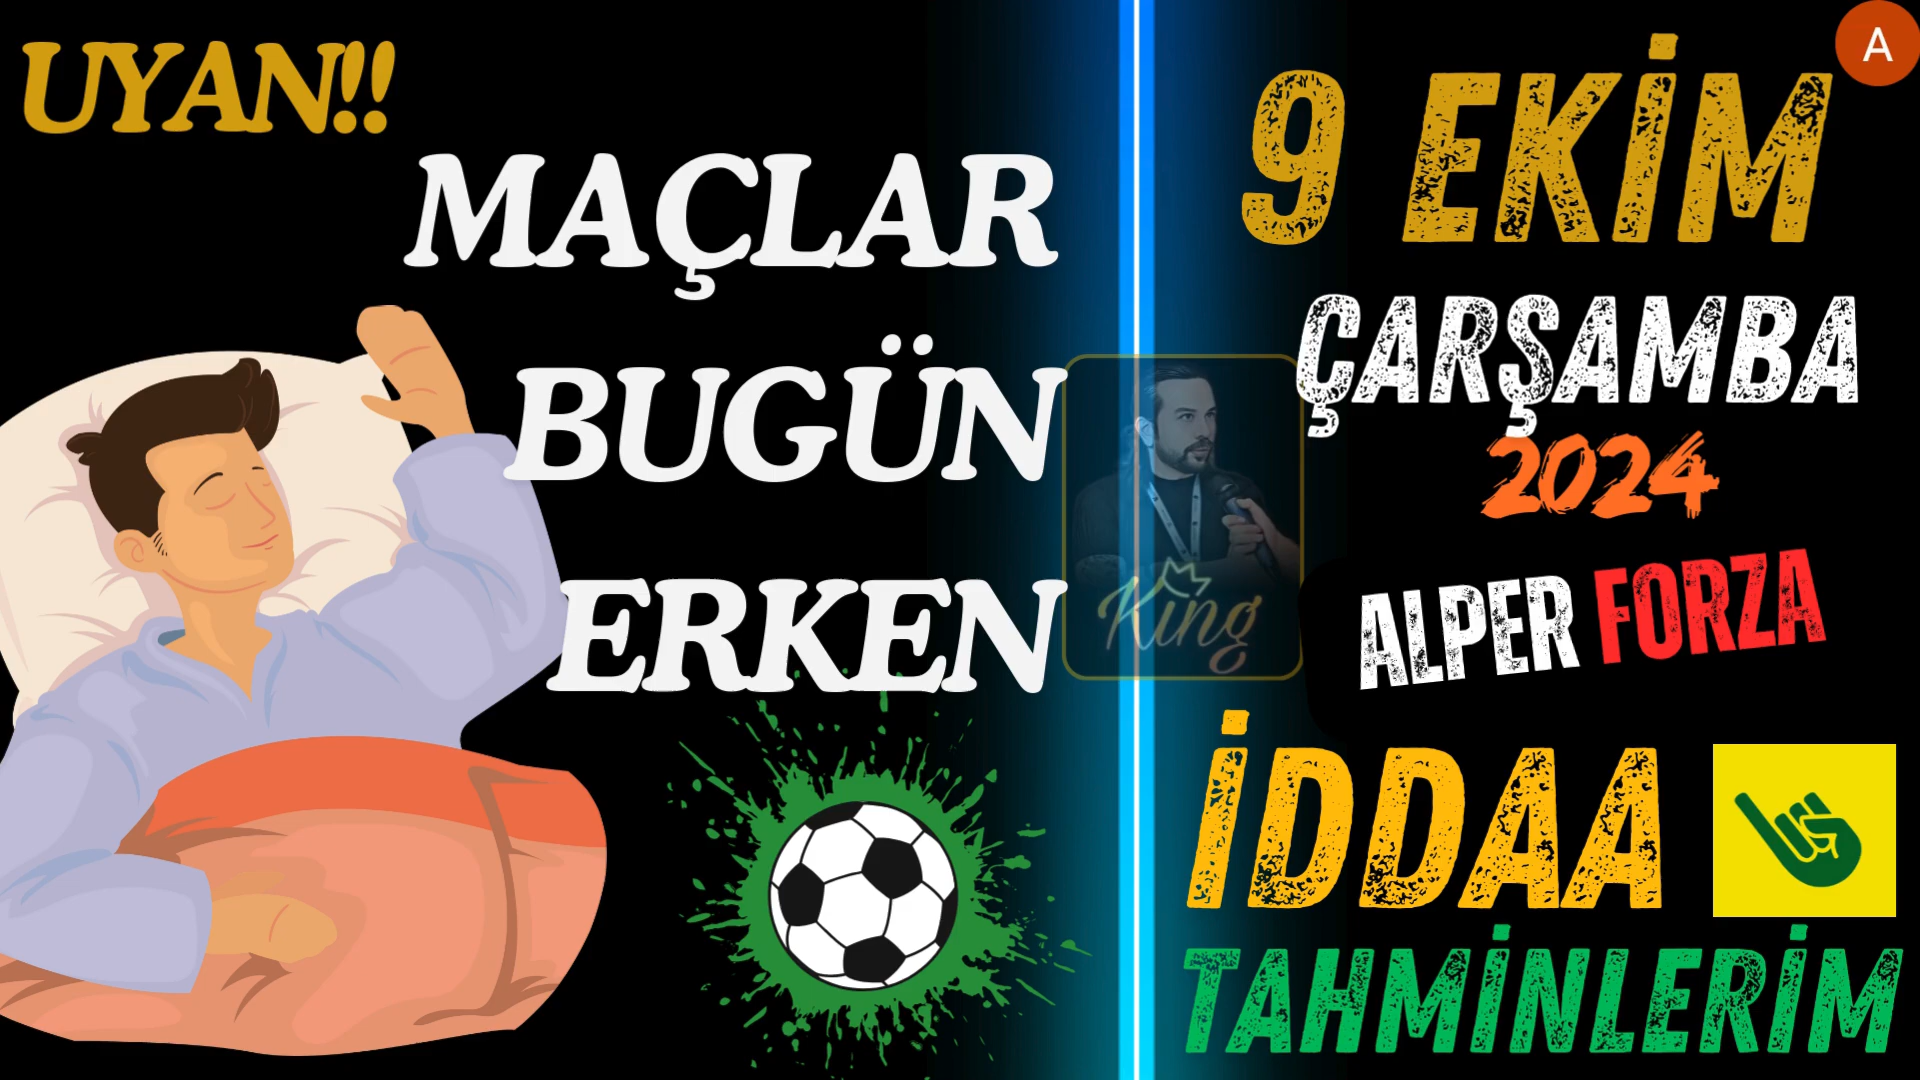 UYAN!!
MAÇLAR
BUGÜN
ERKEN
King
A
9 EKİM
ÇARŞAMBA
2024
ALPER FORZA
İDDAA
TAHMİNLERİM